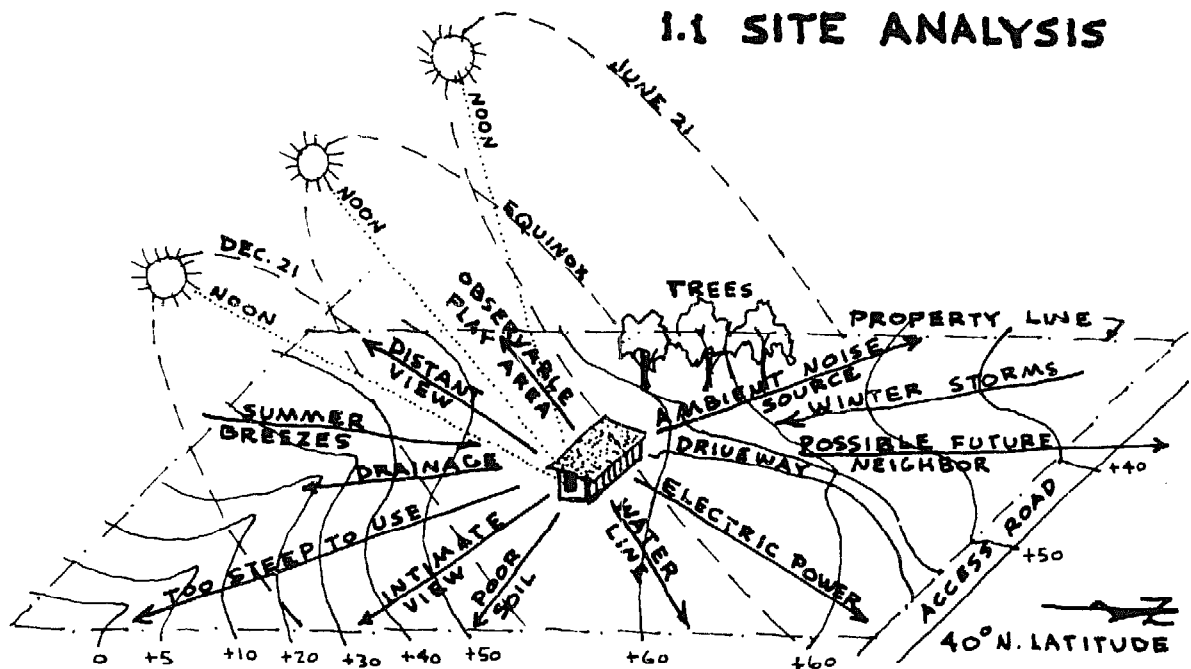 1.1 SITE ANALYSIS
JUNE 21
NOON
NOON
EQUINOX
DEC. 21
NOON
OBSERVABLE
PLAY AREA
TREES
PROPERTY LINE
DISTANT
VIEW
AMBIENT NOISE
SOURCE
WINTER STORMS
SUMMER
BREEZES
DRIVEWAY
POSSIBLE FUTURE
NEIGHBOR
DRAINAGE
+40
ELECTRIC POWER
WATER
LINE
TOO STEEP TO USE
INTIMATE
VIEW
POOR
SOIL
ACCESS ROAD
+50
N
40° N. LATITUDE
0 +5 +10 +20 +30 +40 +50 +60 +60